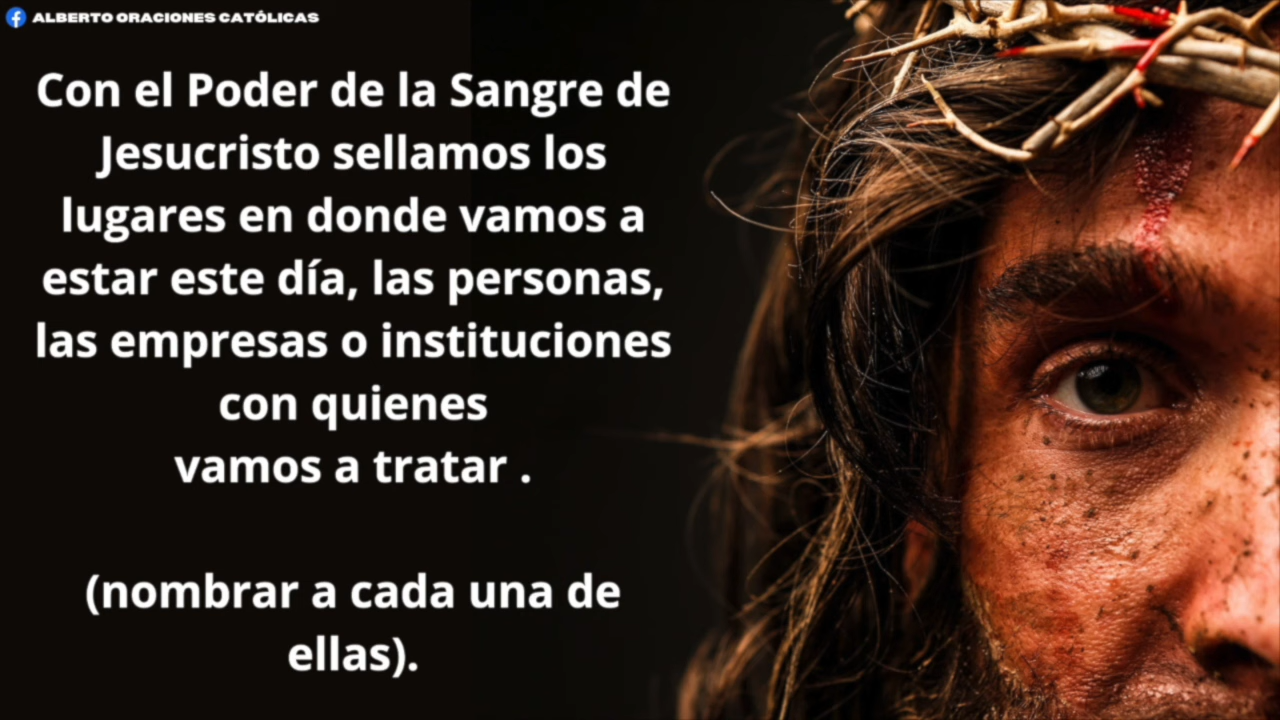 ALBERTO ORACIONES CATÓLICAS
Con el Poder de la Sangre de
Jesucristo sellamos los
lugares en donde vamos a
estar este día, las personas,
las empresas o instituciones
con quienes
vamos a tratar .
(nombrar a cada una de
ellas).